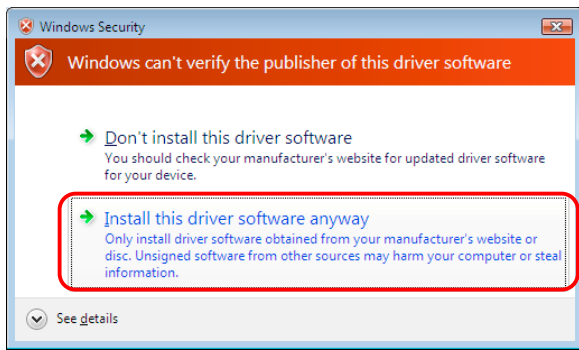 Windows Security
Windows can't verify the publisher of this driver software
Don't install this driver software
You should check your manufacturer's website for updated driver software
for your device.
Install this driver software anyway
Only install driver software obtained from your manufacturer's website or
disc. Unsigned software from other sources may harm your computer or steal
information.
See details